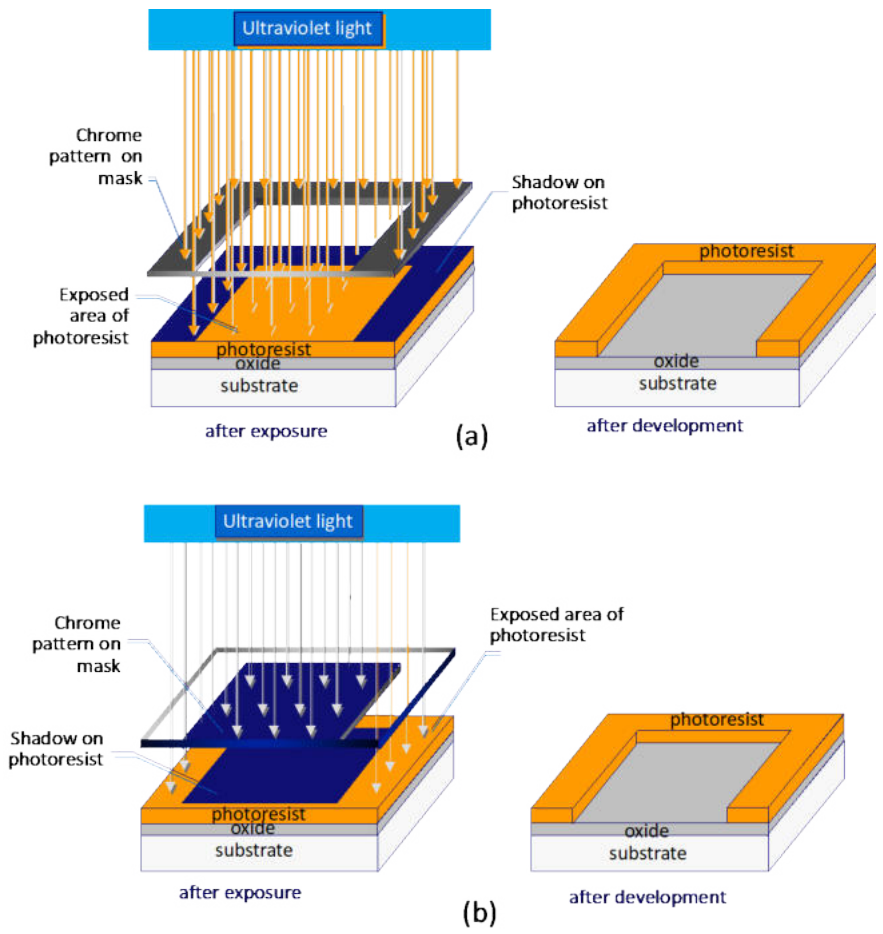 Ultraviolet light
Chrome
pattern on
mask
Shadow on
photoresist
Exposed
area of
photoresist
photoresist
oxide
substrate
after exposure
photoresist
oxide
substrate
after development
(a)
Ultraviolet light
Chrome
pattern on
mask
Exposed area of
photoresist
Shadow on
photoresist
photoresist
oxide
substrate
after exposure
photoresist
oxide
substrate
after development
(b)